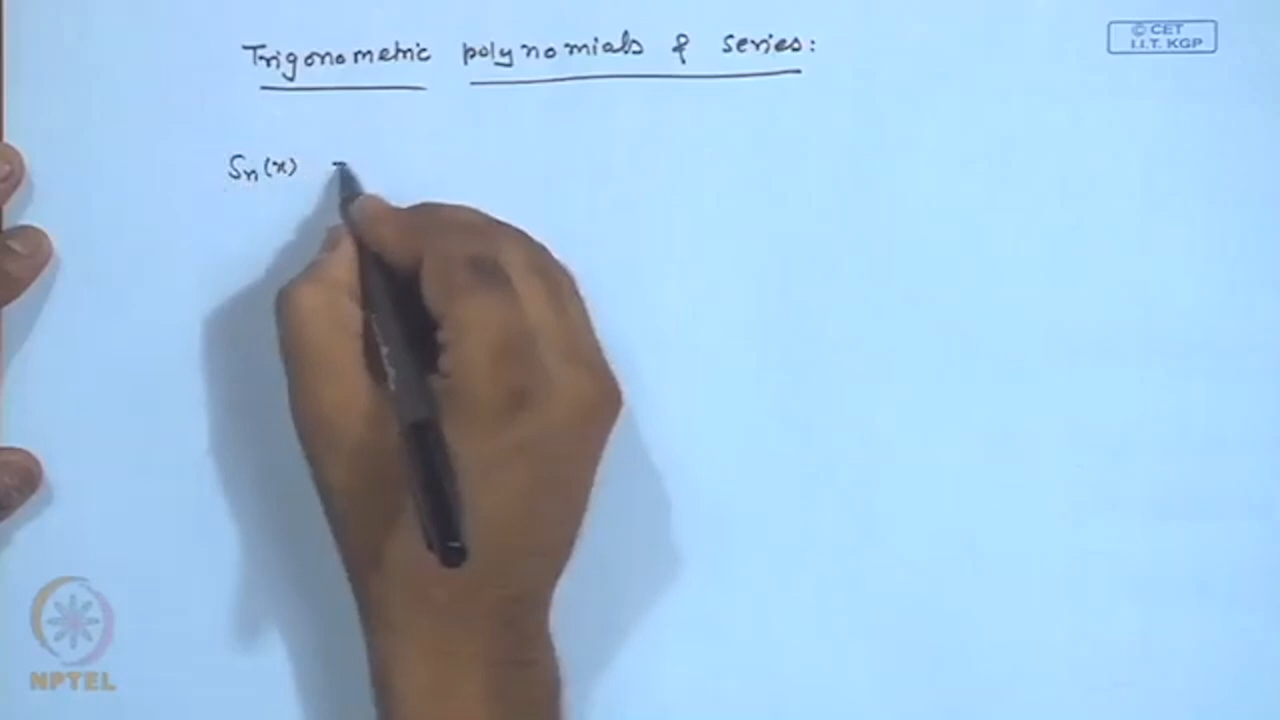 Trigonometric polynomials & series:
© CET
I.I.T. KGP
Sn(x)
NPTEL